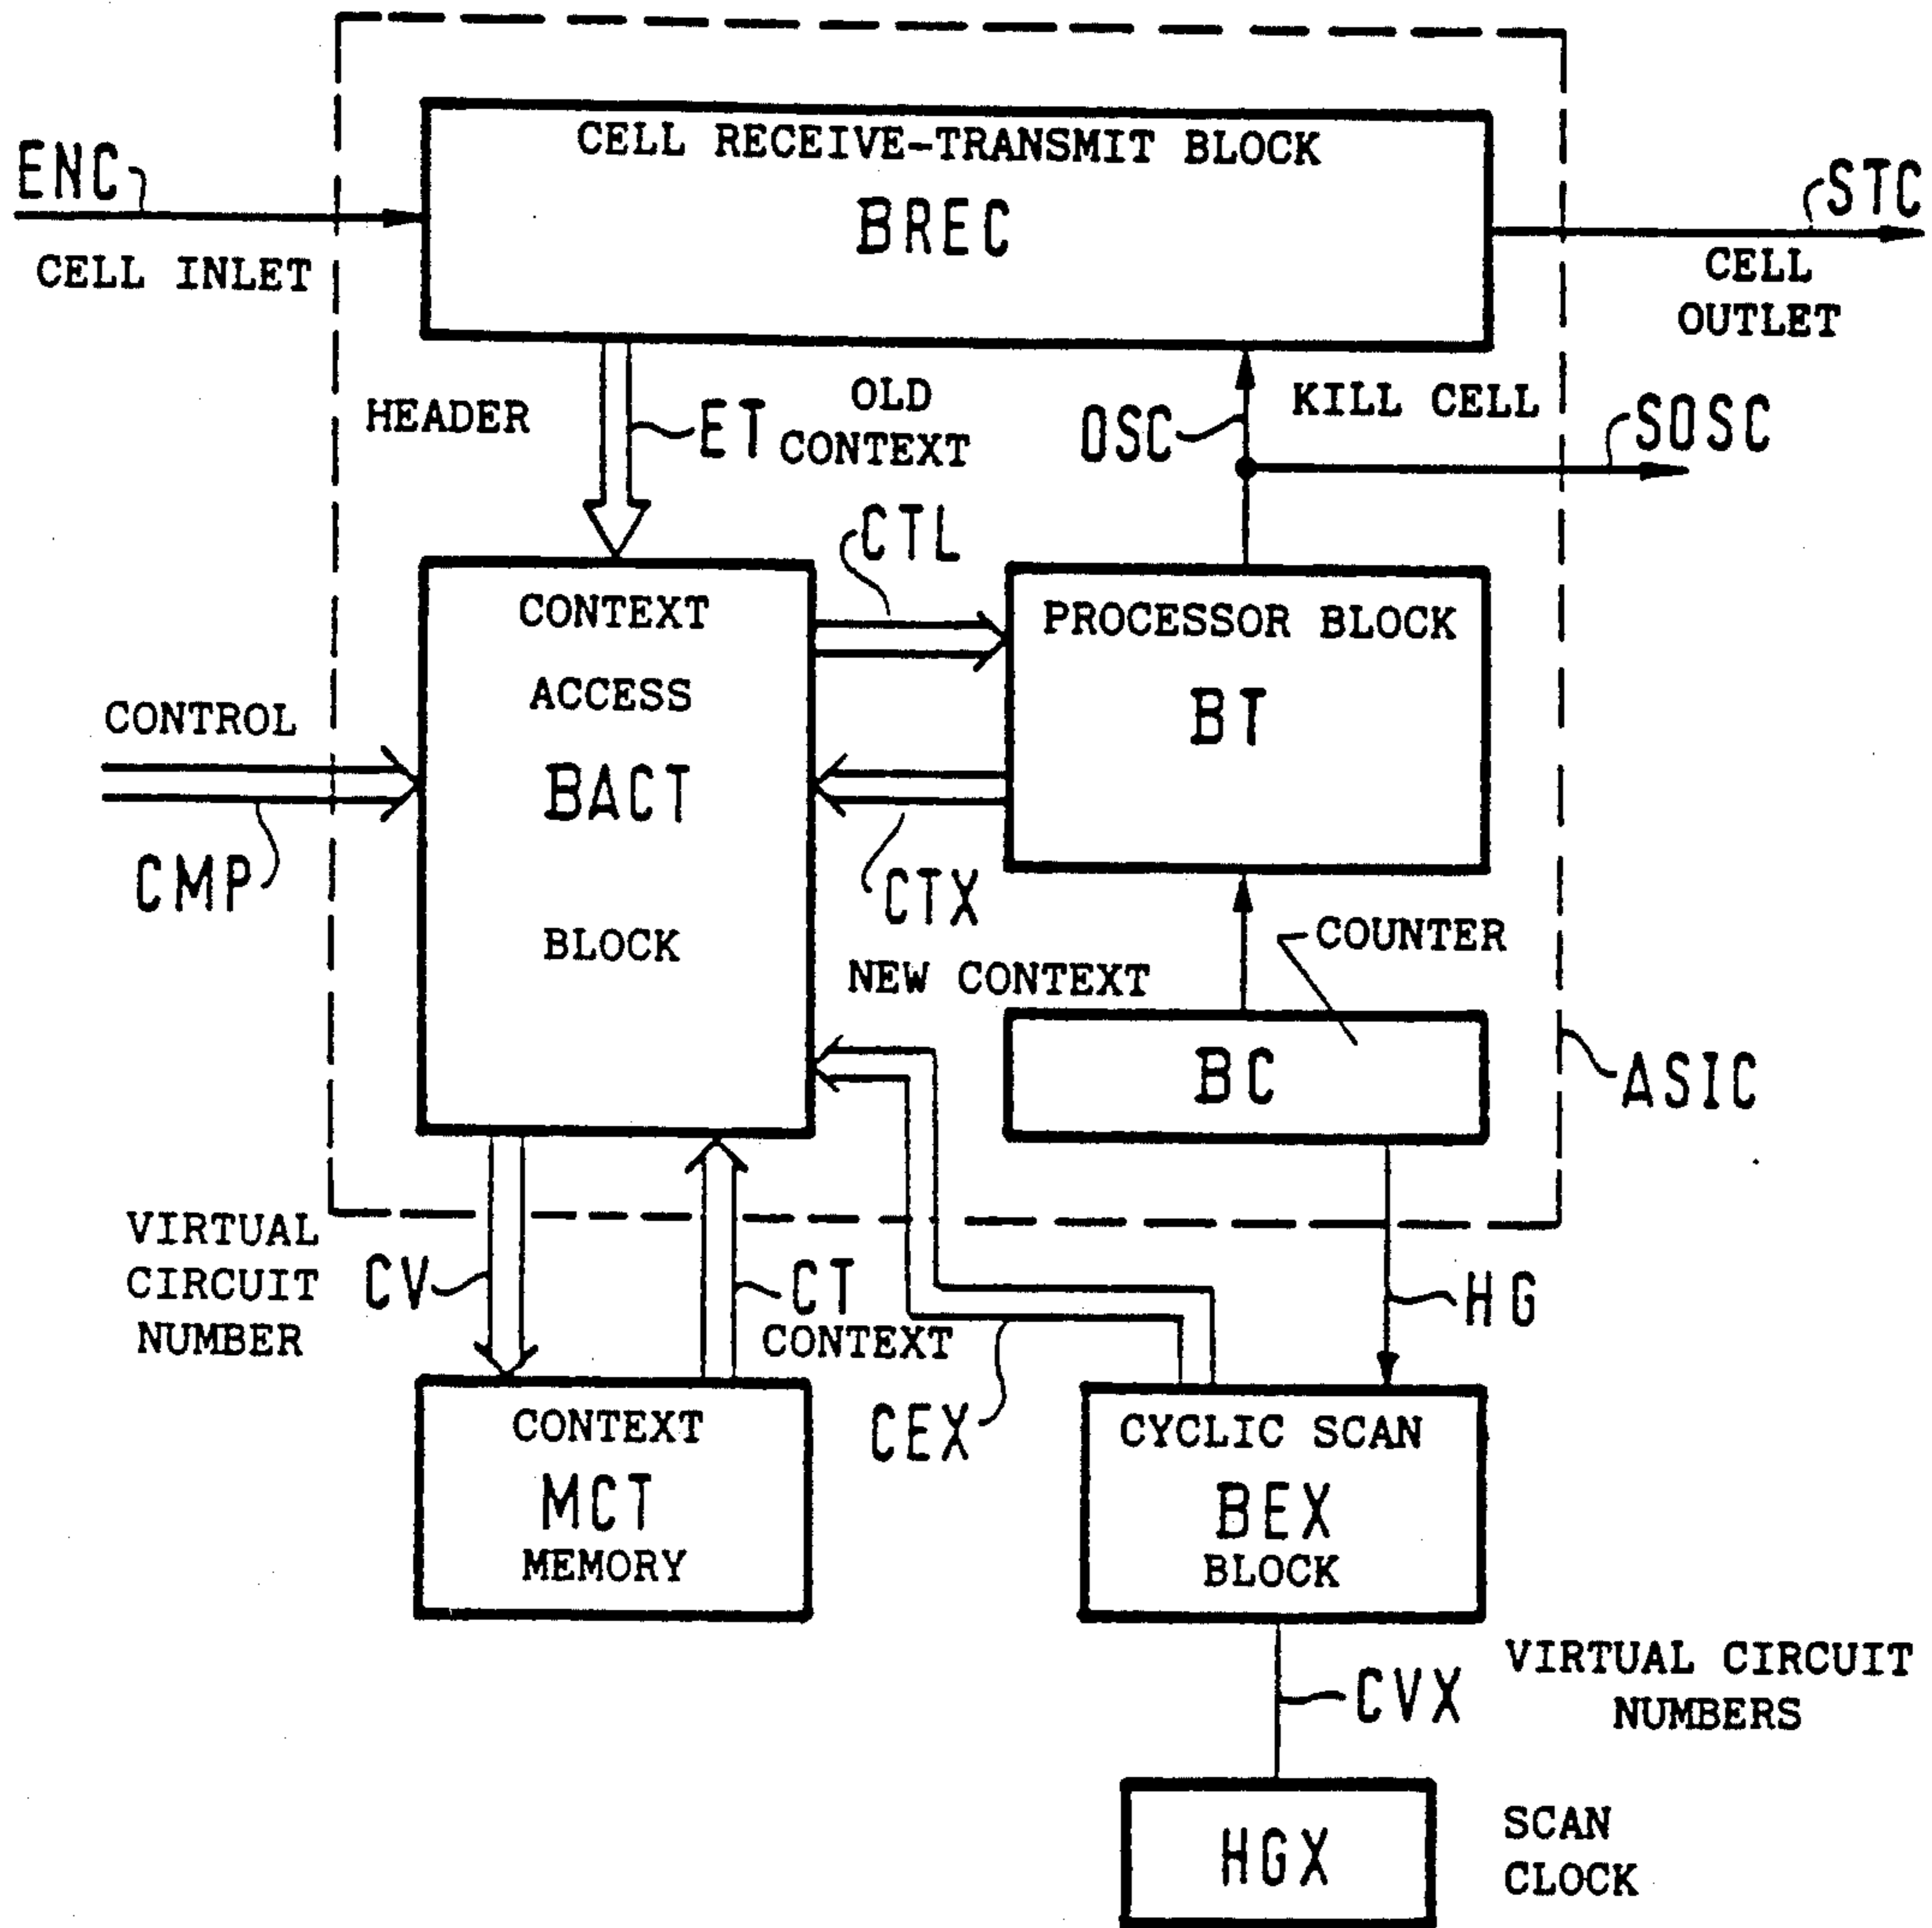 CELL RECEIVE-TRANSMIT BLOCK
BREC
ENC
CELL INLET
STC
CELL
OUTLET
HEADER
ET
OLD
CONTEXT
OSC
KILL CELL
SOSC
CTL
CONTEXT
ACCESS
BACT
BLOCK
PROCESSOR BLOCK
BT
CONTROL
CMP
CTX
NEW CONTEXT
COUNTER
BC
ASIC
VIRTUAL
CIRCUIT
NUMBER
CV
CT
CONTEXT
HG
CEX
CONTEXT
MCT
MEMORY
CYCLIC SCAN
BEX
BLOCK
CVX
VIRTUAL CIRCUIT
NUMBERS
HGX
SCAN
CLOCK